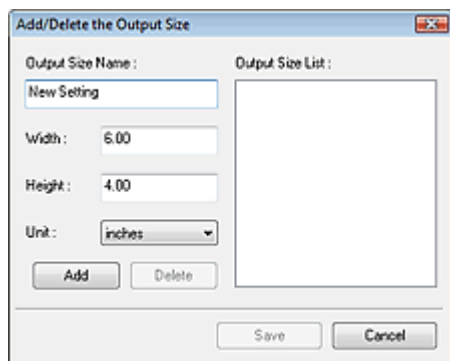 Add/Delete the Output Size
Output Size Name :
New Setting
Width :
6.00
Height :
4.00
Unit :
inches
Add
Delete
Output Size List :
Save
Cancel